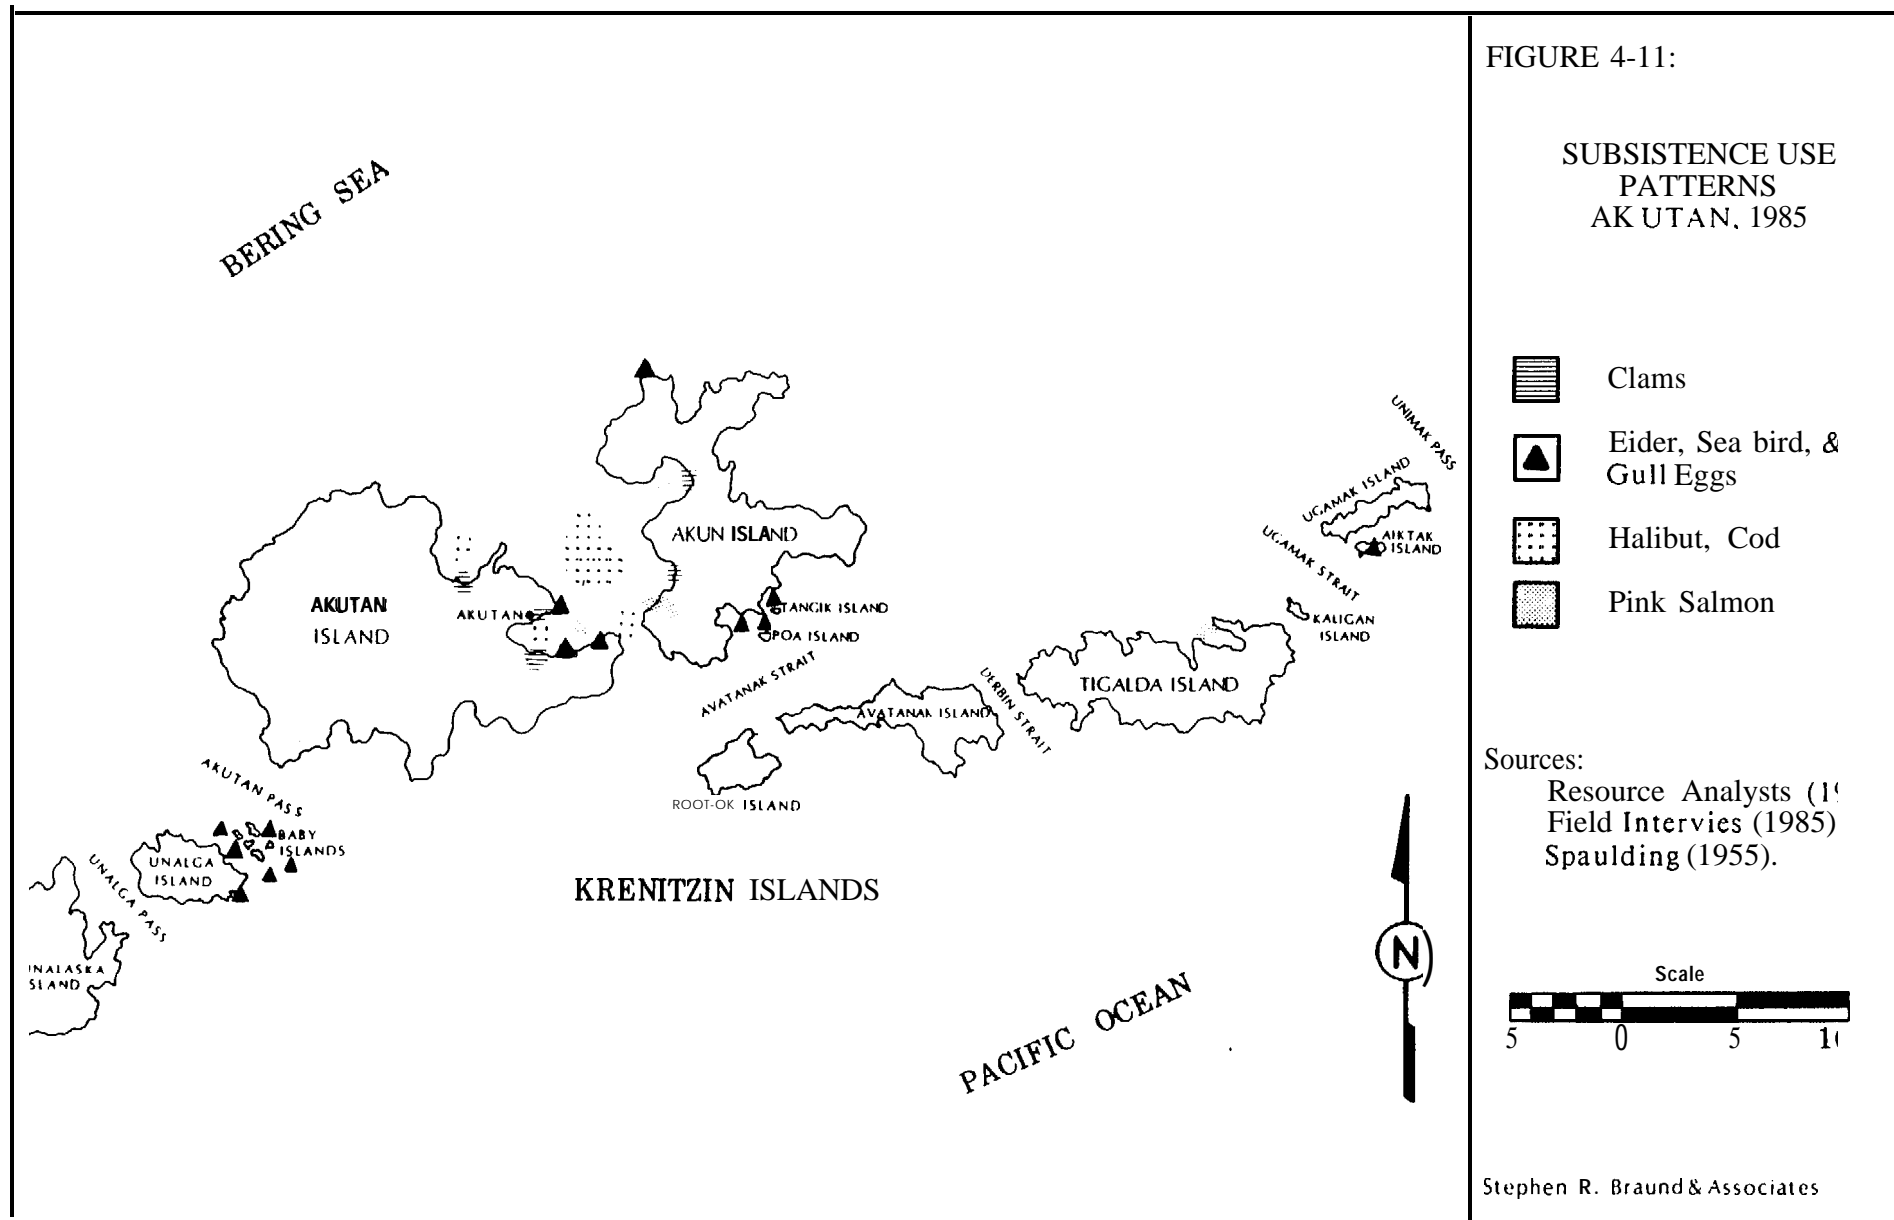 FIGURE 4-11:
SUBSISTENCE USE
PATTERNS
AK UTAN, 1985
Clams
Eider, Sea bird, &
Gull Eggs
Halibut, Cod
Pink Salmon
Sources:
Resource Analysts (19
Field Intervies (1985)
Spaulding (1955).
Scale
5 0 5 10
Stephen R. Braund & Associates
BERING SEA
UNIMAK PASS
UGAMAK ISLAND
AIKTAK
ISLAND
UGAMAK STRAIT
AKUN ISLAND
AKUTAN
ISLAND
AKUTAN
TANGIK ISLAND
POA ISLAND
KALIGAN
ISLAND
AVATANAK STRAIT
DERBIN STRAIT
TIGALDA ISLAND
AVATANAK ISLAND
ROOT-OK ISLAND
AKUTAN PASS
BABY
ISLANDS
UNALGA
ISLAND
UNALGA PASS
KRENITZIN ISLANDS
N
NALASKA
SLAND
PACIFIC OCEAN